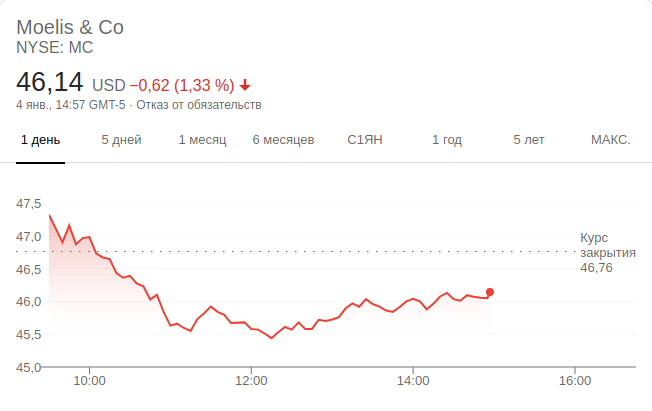 Moelis & Co
NYSE: MC
46,14 USD −0,62 (1,33 %)
4 янв., 14:57 GMT-5 · Отказ от обязательств
1 день 5 дней 1 месяц 6 месяцев С1ЯН 1 год 5 лет МАКС.
47,5
47,0
46,5
46,0
45,5
45,0
Курс
закрытия
46,76
10:00 12:00 14:00 16:00